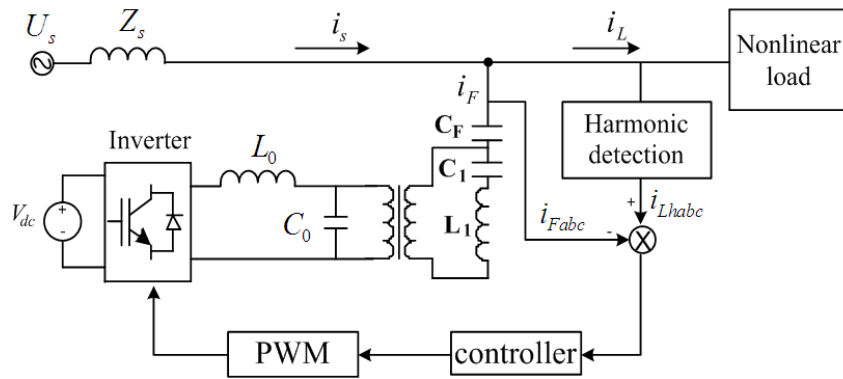 U_s
Z_s
i_s
i_L
Nonlinear
load
i_F
C_F
Inverter
L_0
C_1
Harmonic
detection
V_dc
+
-
C_0
L_1
i_Fabc
+
-
i_Lhabc
X
PWM
controller